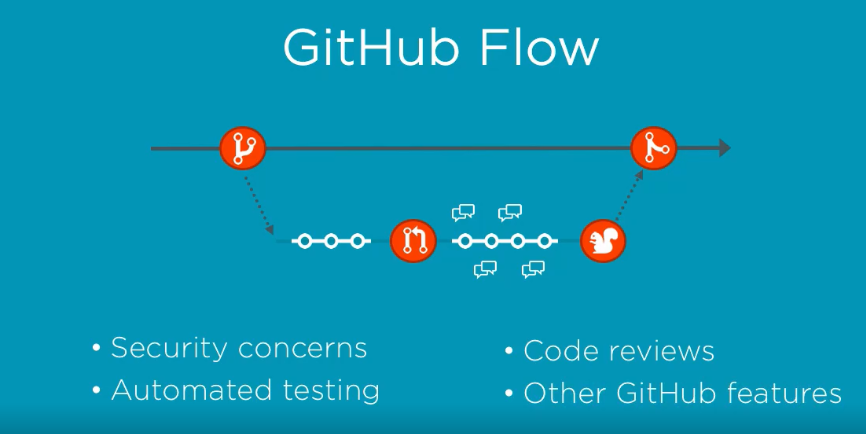 GitHub Flow
• Security concerns
• Automated testing
• Code reviews
• Other GitHub features